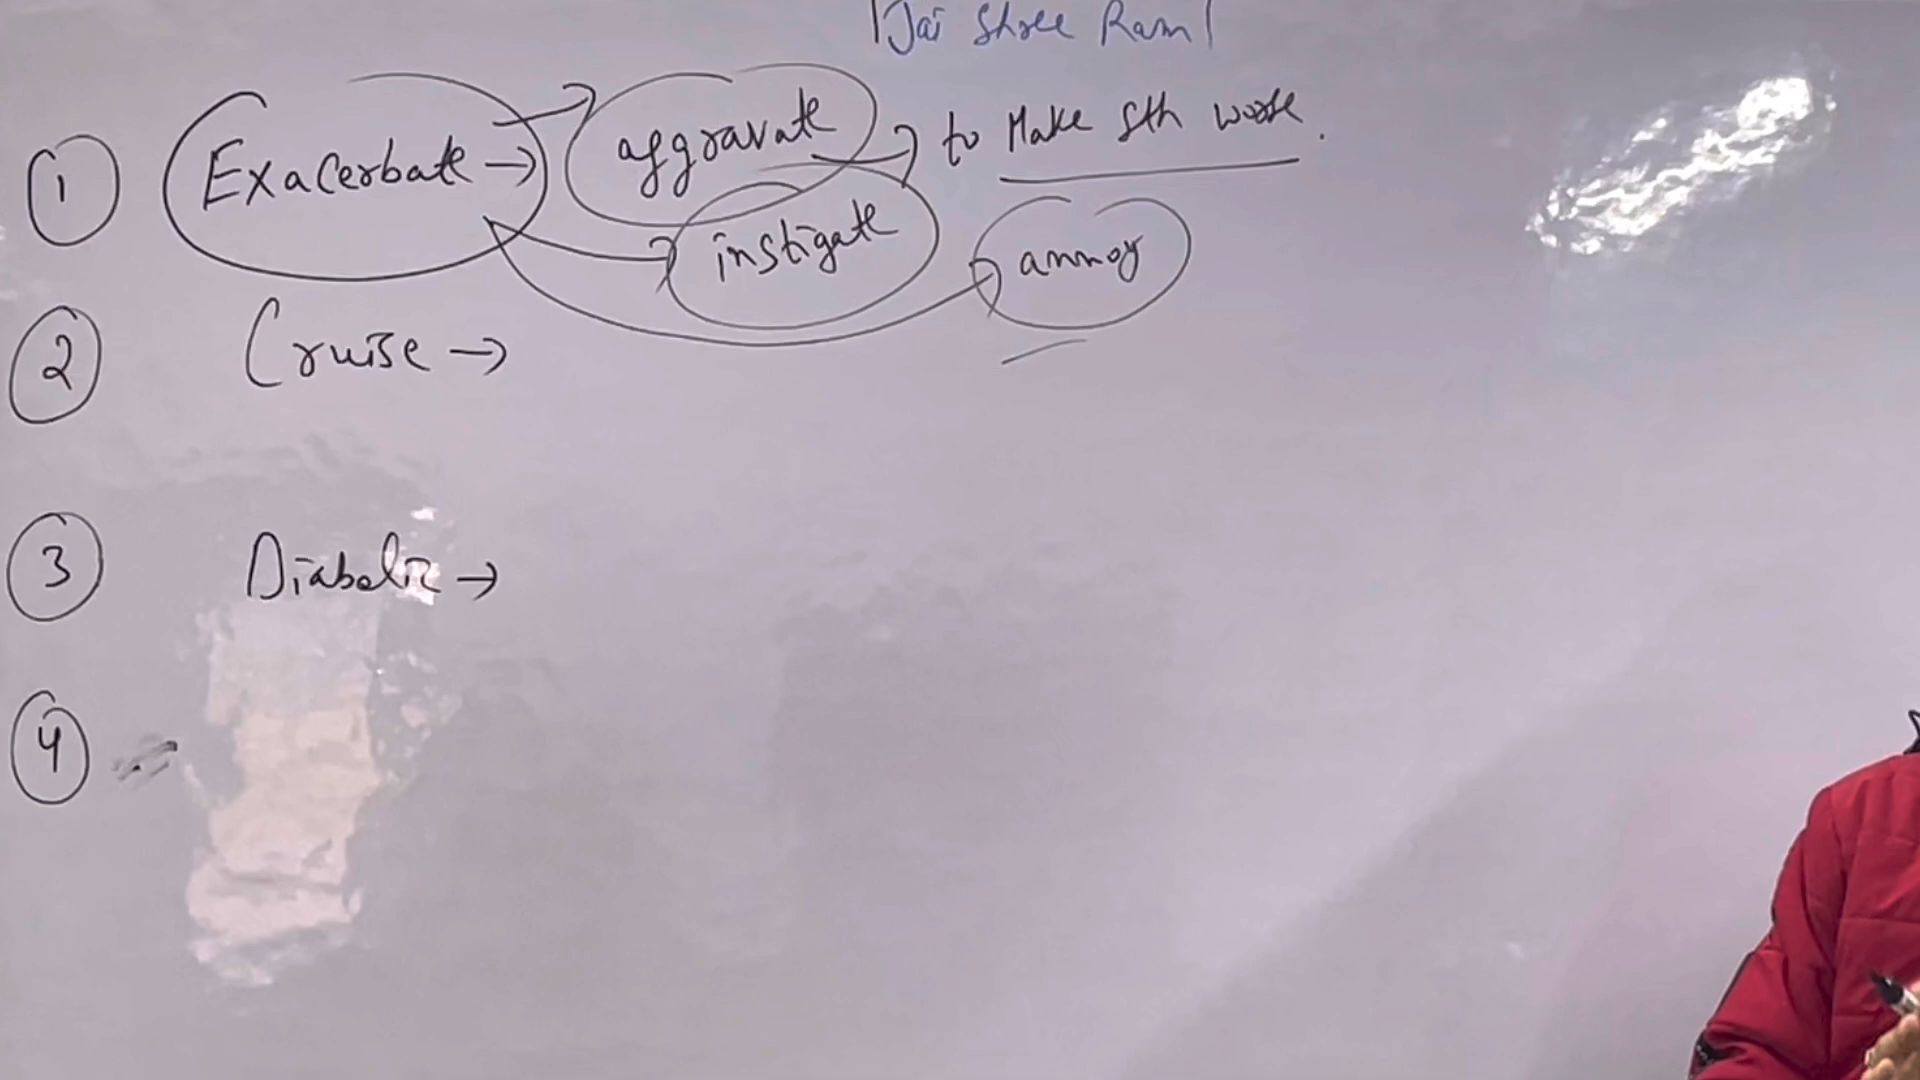 |Jai Shree Ram|
① Exacerbate → aggravate → to Make sth worse.
instigate annoy
② Cruise →
③ Diabolic →
④